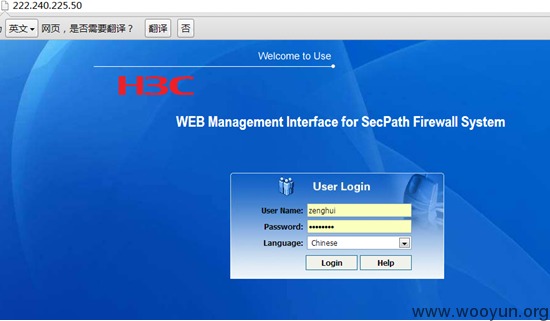 222.240.225.50
英文 网页，是否需要翻译？ 翻译 否
Welcome to Use
H3C
WEB Management Interface for SecPath Firewall System
User Login
User Name: zenghui
Password: ••••••••
Language: Chinese
Login Help
www.wooyun.org